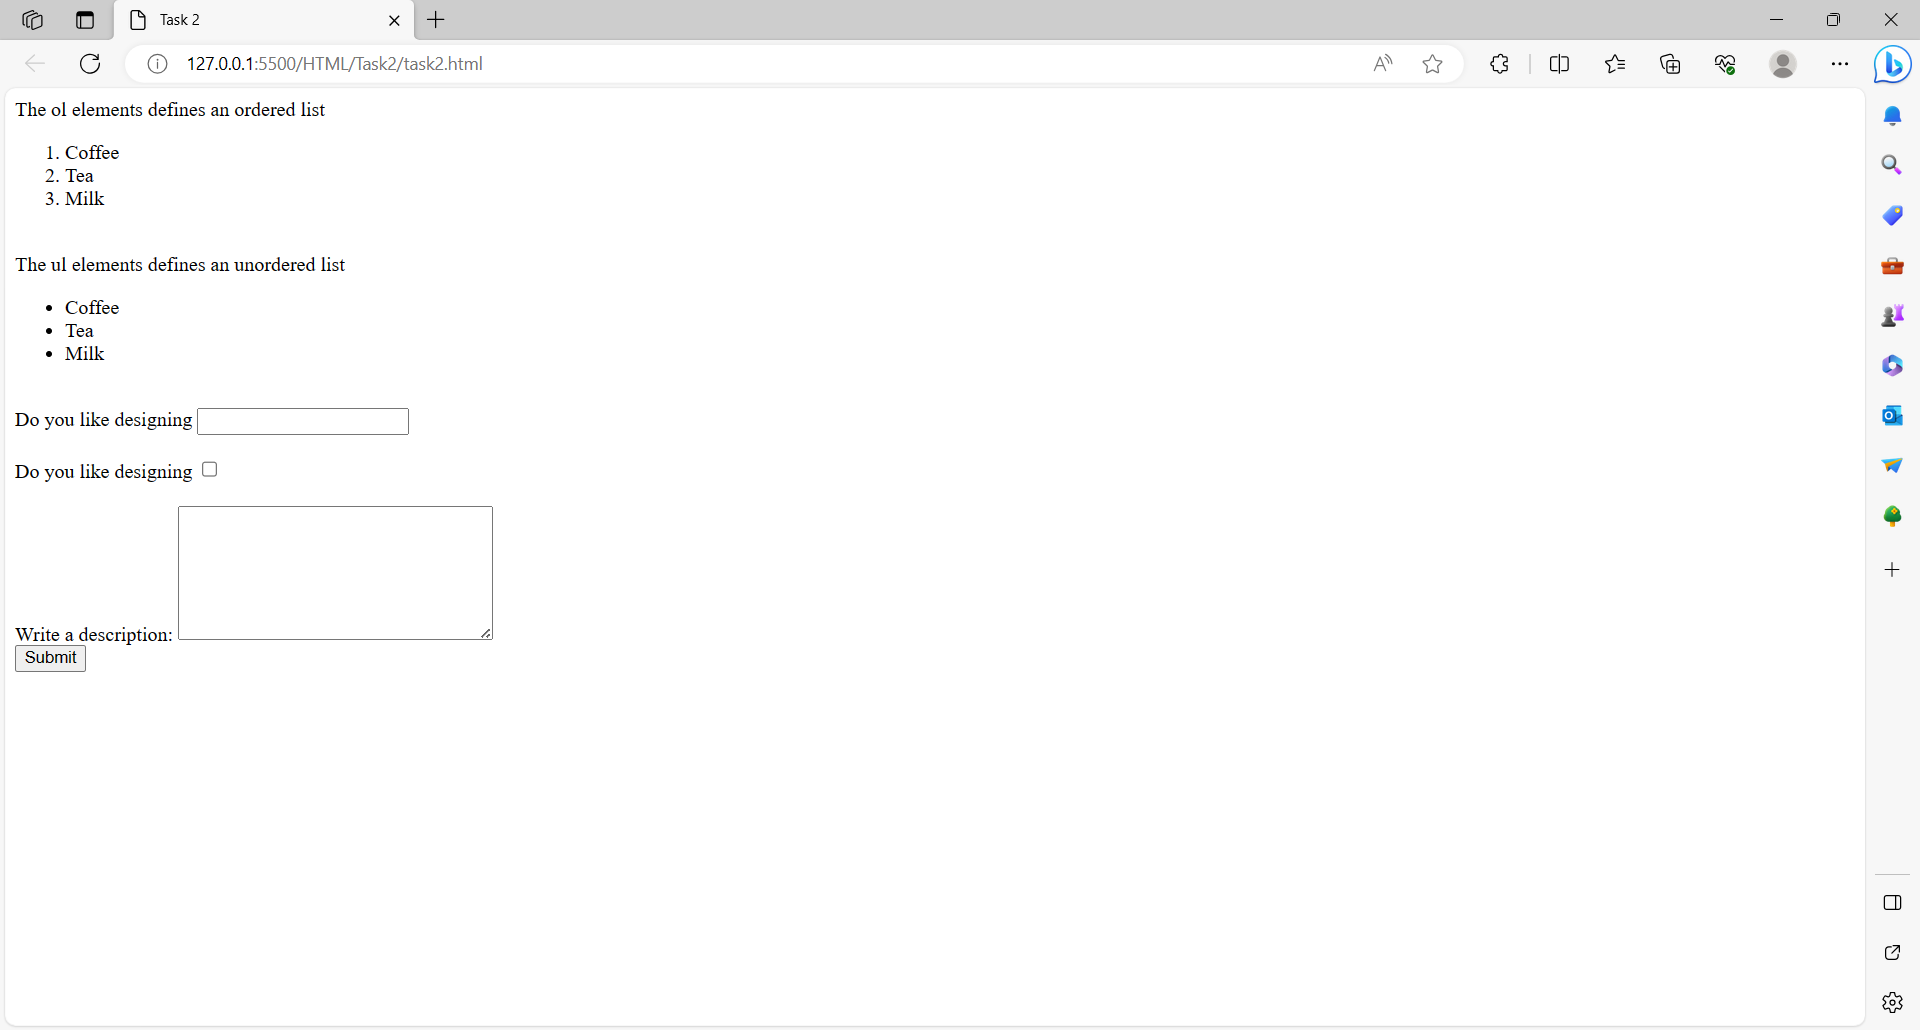 Task 2
127.0.0.1:5500/HTML/Task2/task2.html
The ol elements defines an ordered list
1. Coffee
2. Tea
3. Milk
The ul elements defines an unordered list
• Coffee
• Tea
• Milk
Do you like designing
Do you like designing
Write a description:
Submit